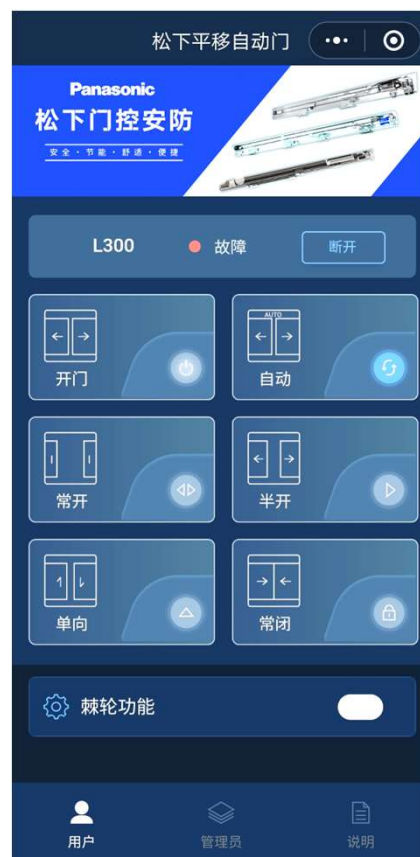 松下平移自动门
Panasonic
松下门控安防
安全·节能·舒适·便捷
L300 故障 断开
开门
AUTO
自动
常开
半开
单向
常闭
棘轮功能
用户 管理员 说明